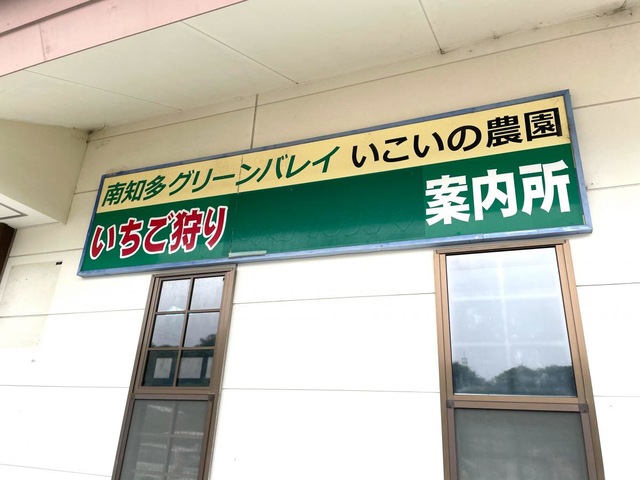 南知多グリーンバレイ いこいの農園
いちご狩り 案内所